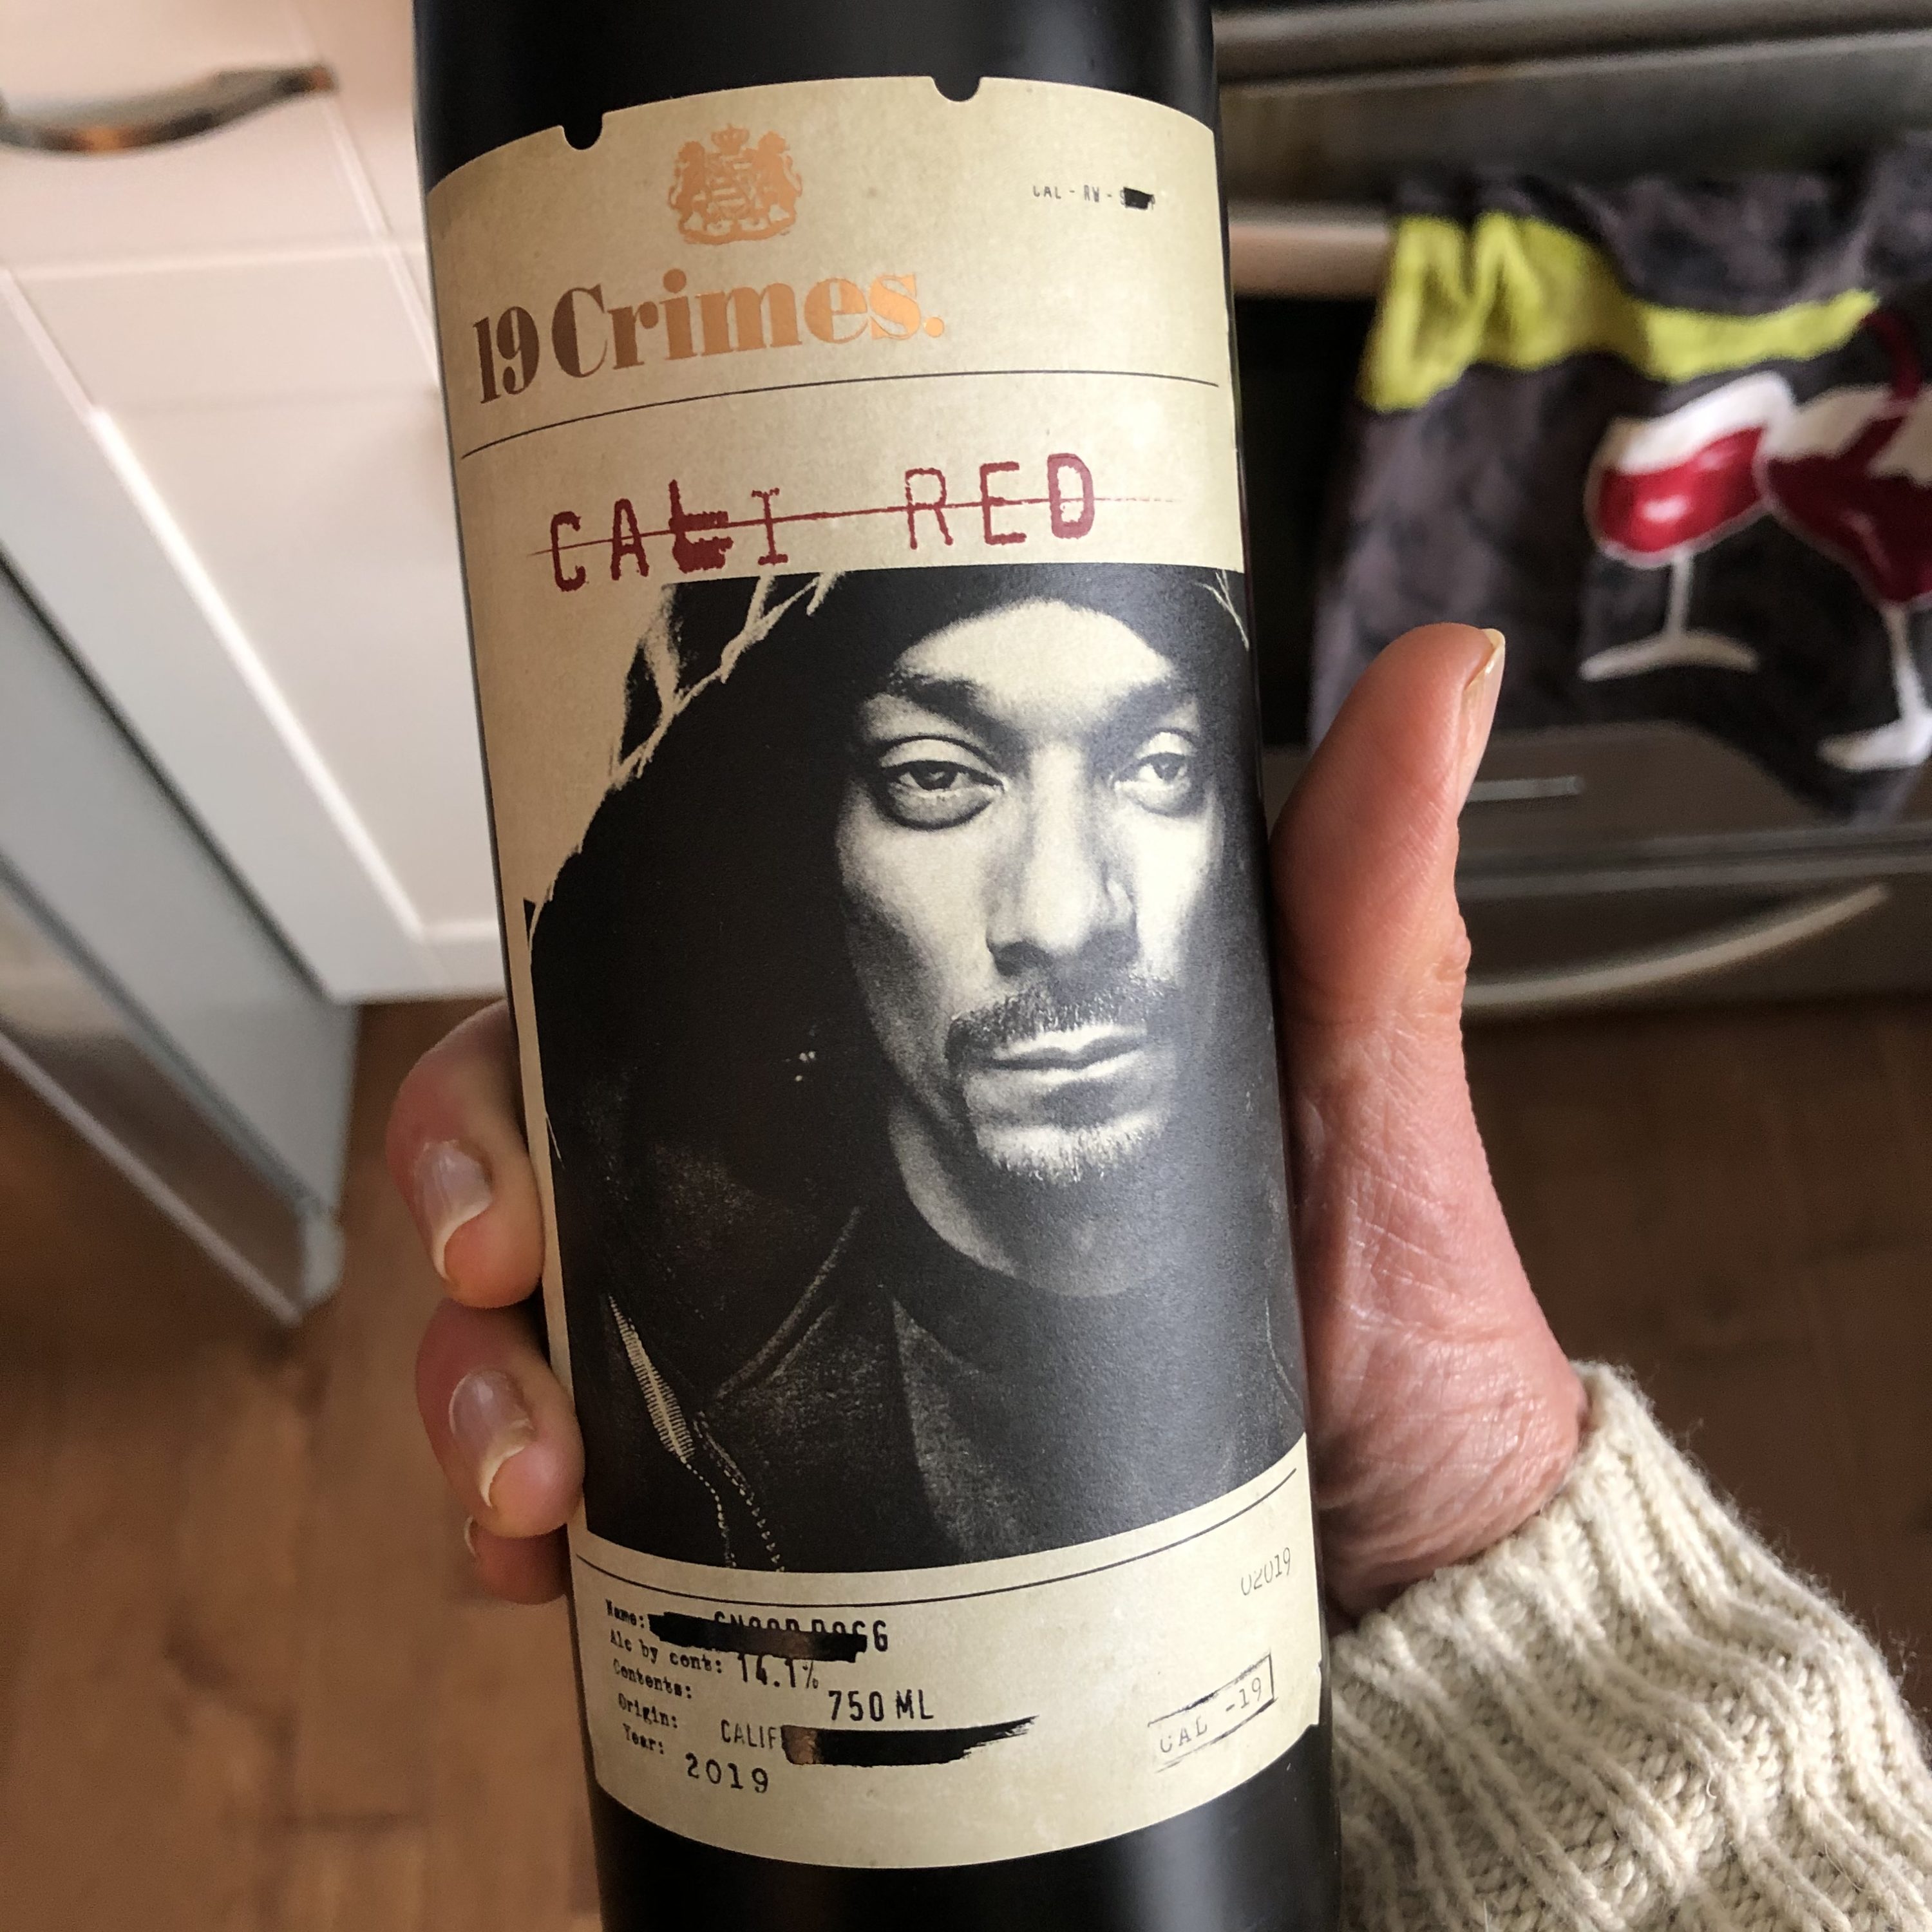 CAL - RW - S
19 Crimes.
CALI RED
02019
Name: SNOOP DOGG
Alc by cont: 14.1%
Contents: 750 ML
Origin: CALIF
Year: 2019
CAL -19